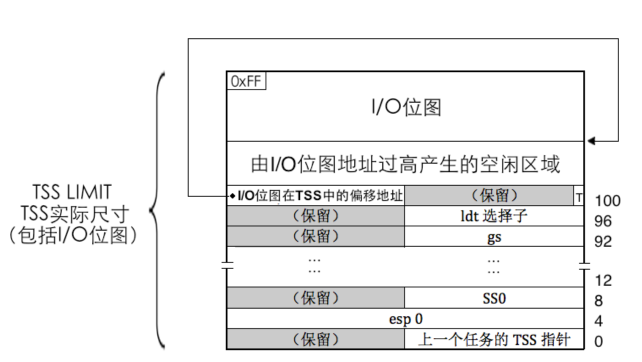 0xFF
I/O位图
由I/O位图地址过高产生的空闲区域
I/O位图在TSS中的偏移地址 （保留） T 100
（保留） ldt 选择子 96
（保留） gs 92
TSS LIMIT
TSS实际尺寸
（包括I/O位图）
... ...
... ... 12
（保留） SS0 8
esp 0 4
（保留） 上一个任务的 TSS 指针 0